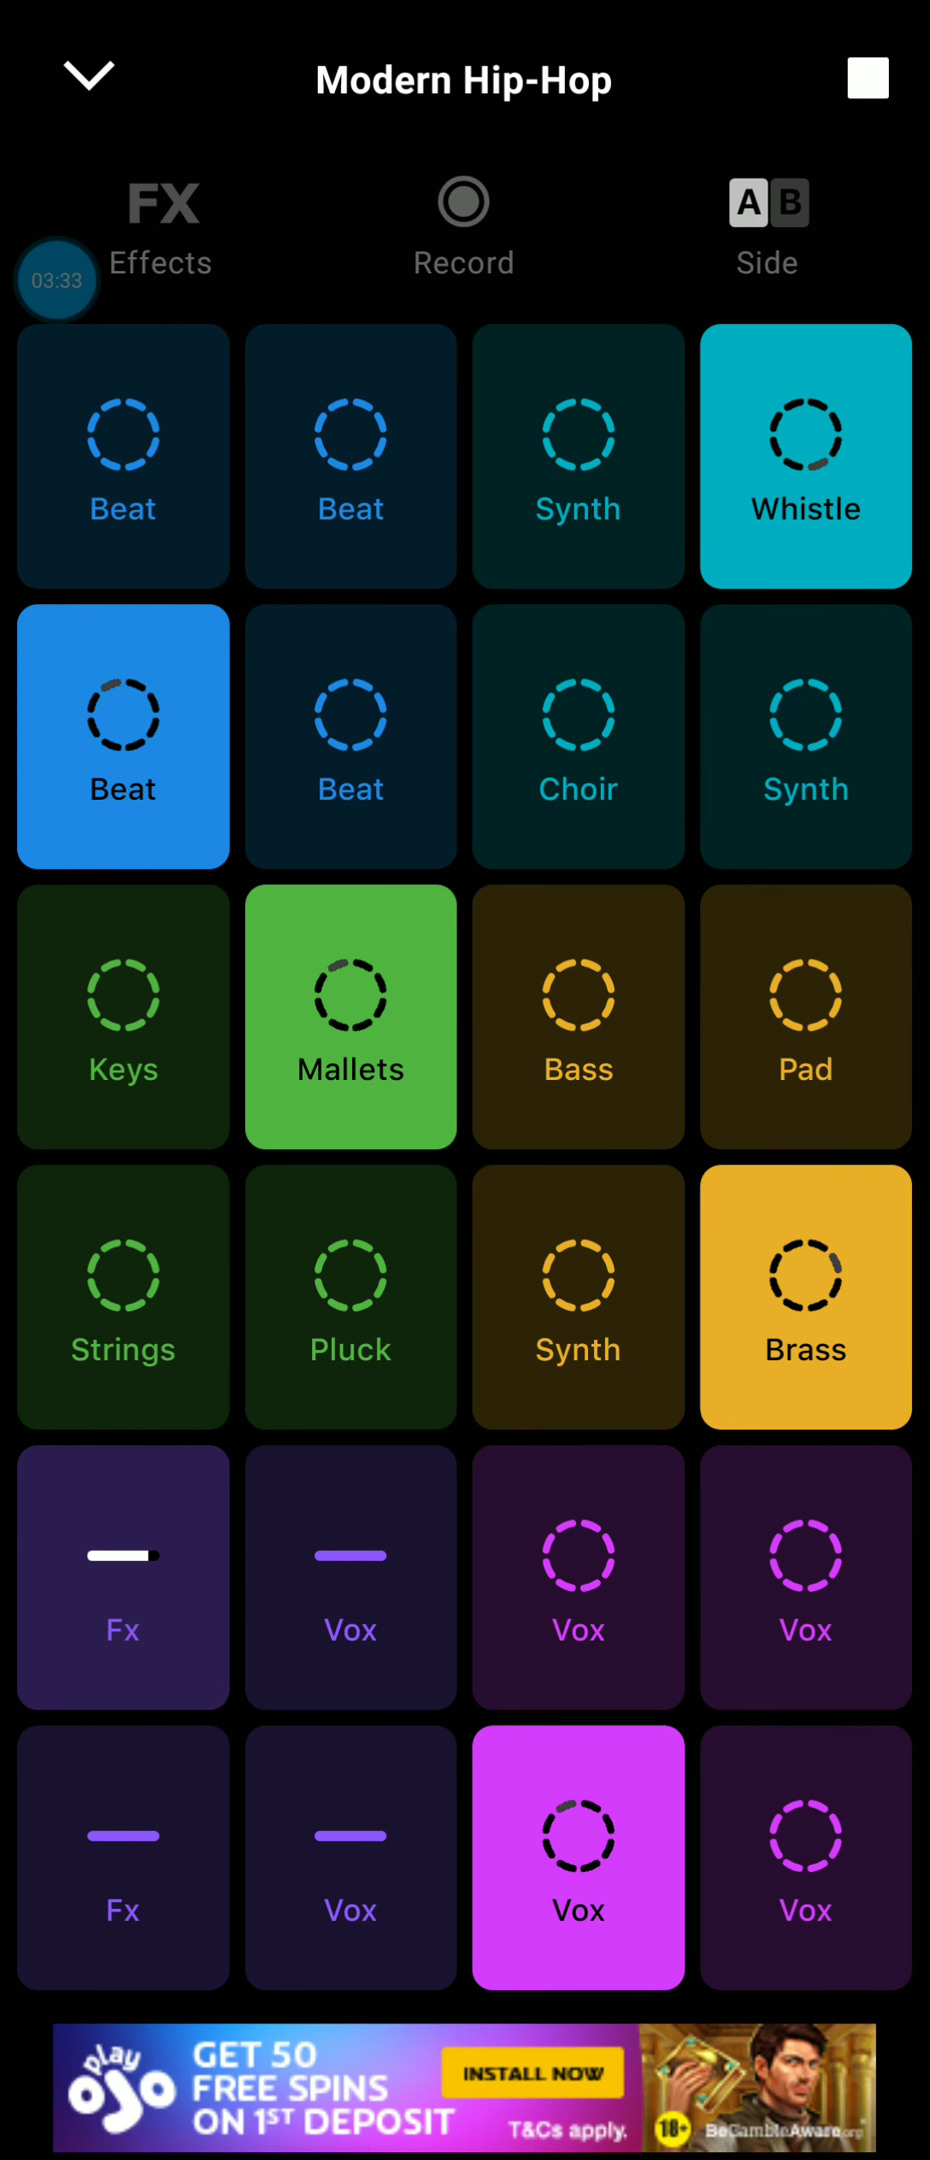 Modern Hip-Hop
FX
A B
Effects
Record
Side
03:33
Beat
Beat
Synth
Whistle
Beat
Beat
Choir
Synth
Keys
Mallets
Bass
Pad
Strings
Pluck
Synth
Brass
Fx
Vox
Vox
Vox
Fx
Vox
Vox
Vox
play
OJO
GET 50
FREE SPINS
ON 1ST DEPOSIT
INSTALL NOW
T&Cs apply.
18+
BeGambleAware.org